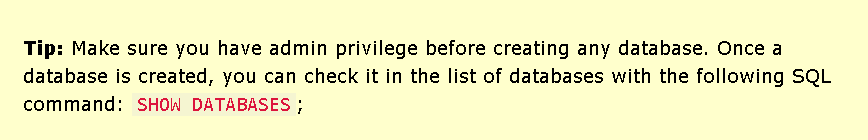 Tip: Make sure you have admin privilege before creating any database. Once a
database is created, you can check it in the list of databases with the following SQL
command: SHOW DATABASES;